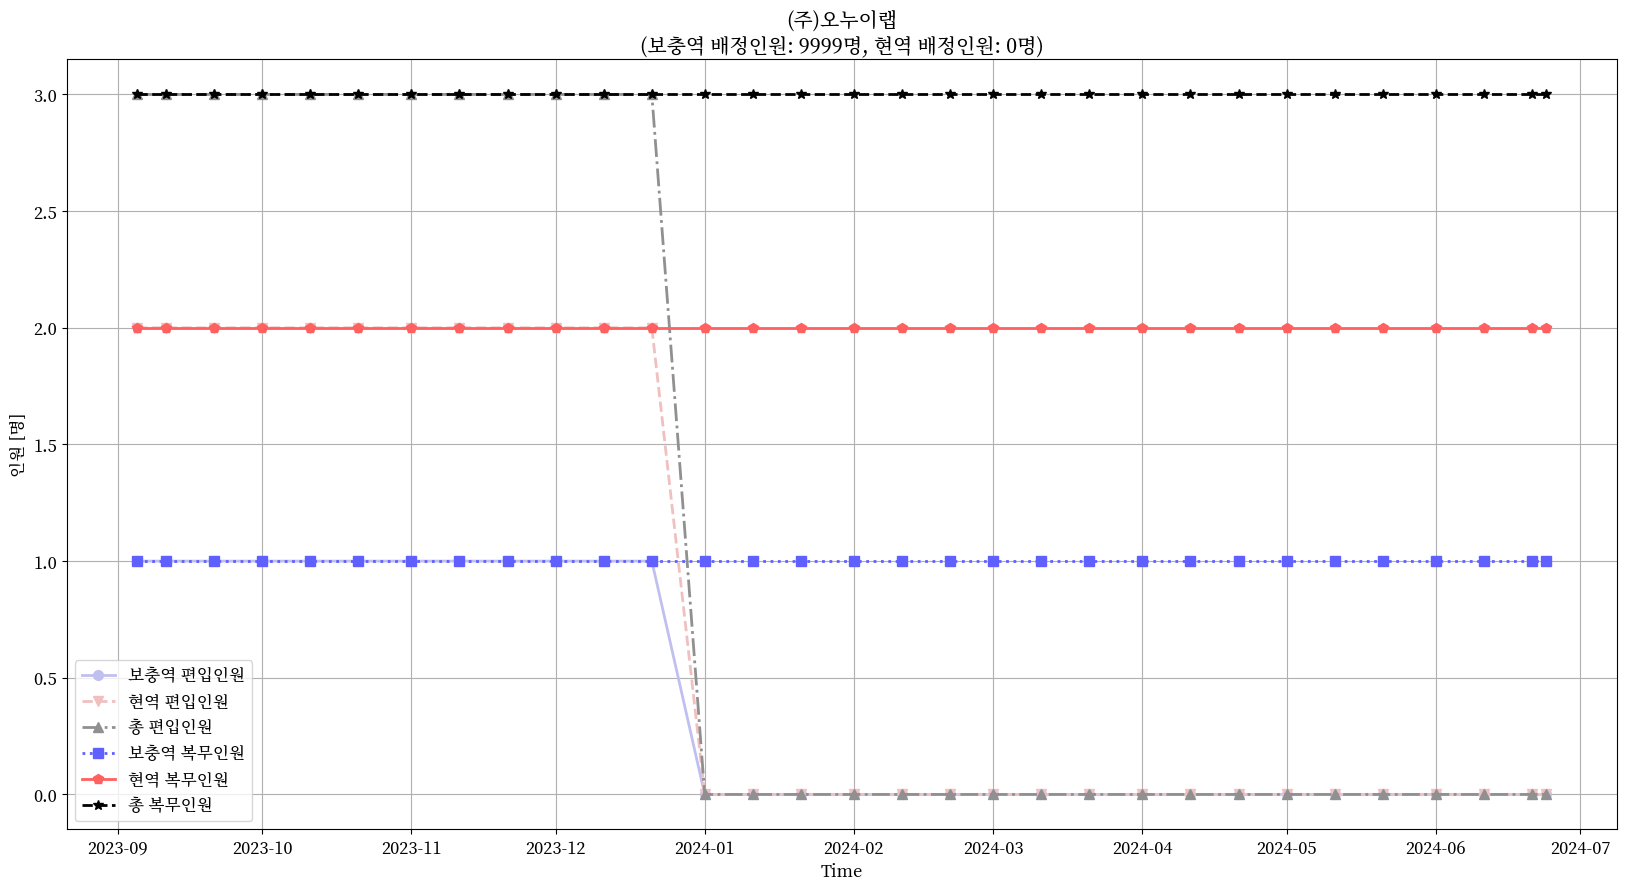 (주)오누이랩
(보충역 배정인원: 9999명, 현역 배정인원: 0명)
3.0
2.5
2.0
1.5
1.0
0.5
0.0
인원 [명]
보충역 편입인원
현역 편입인원
총 편입인원
보충역 복무인원
현역 복무인원
총 복무인원
2023-09 2023-10 2023-11 2023-12 2024-01 2024-02 2024-03 2024-04 2024-05 2024-06 2024-07
Time